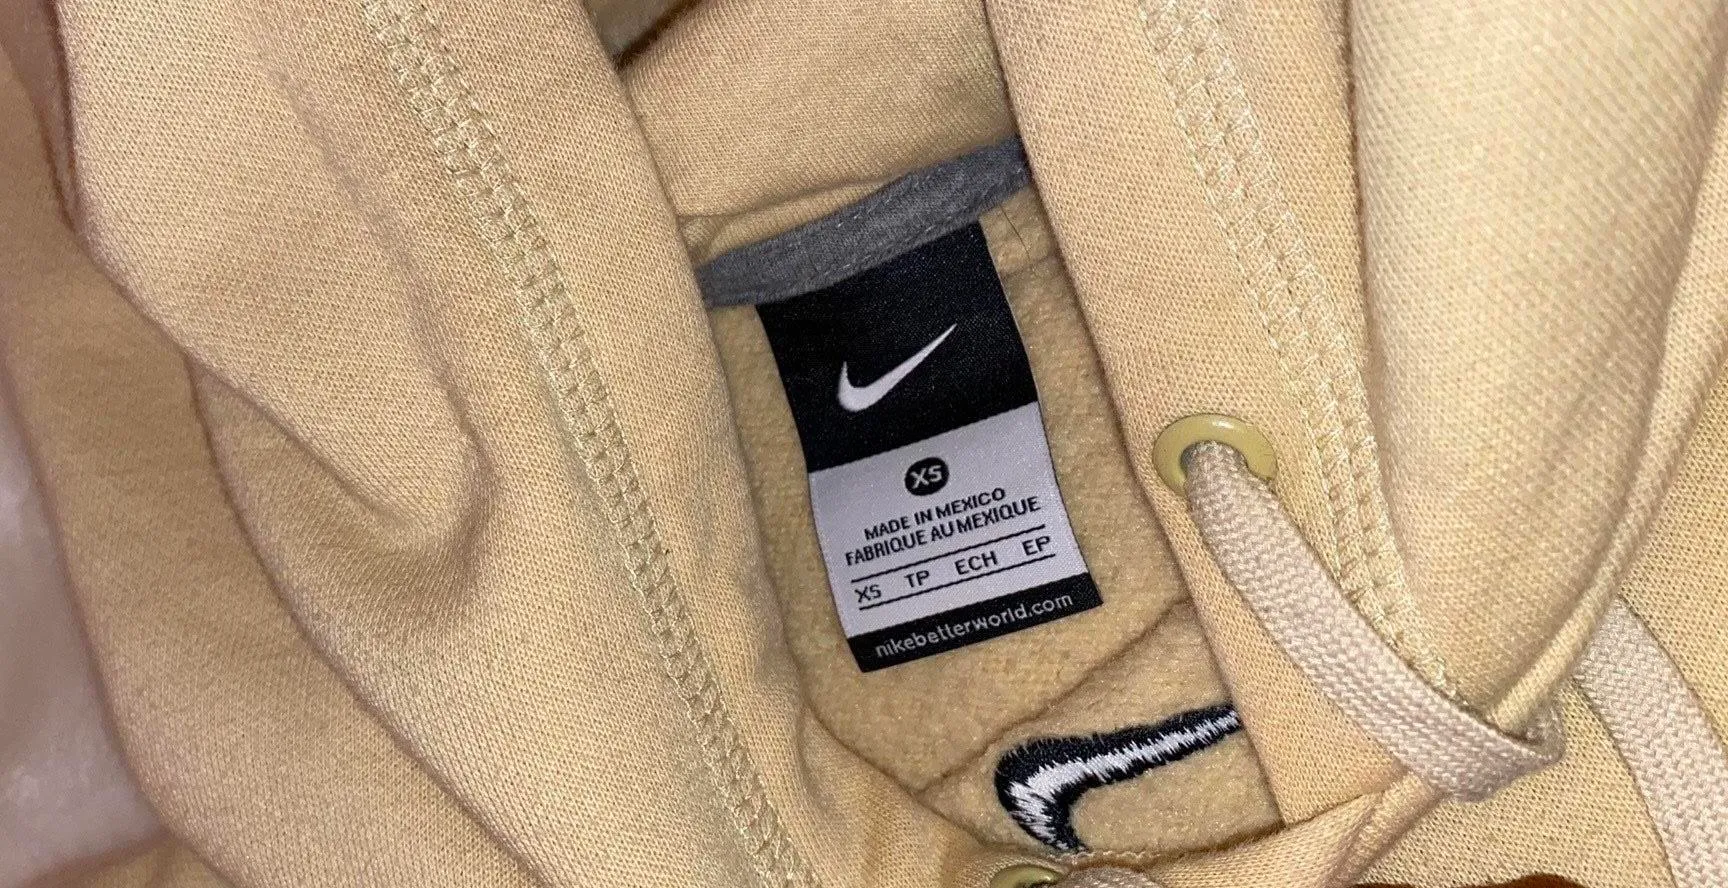 XS
MADE IN MEXICO
FABRIQUE AU MEXIQUE
XS TP ECH EP
nikebetterworld.com